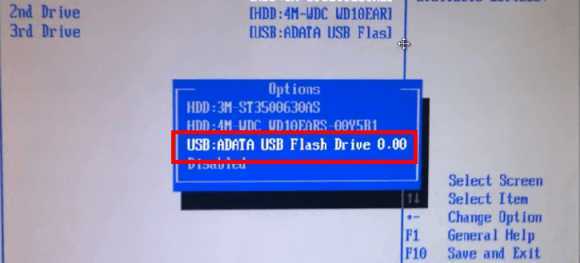 2nd Drive [HDD:4M-WDC WD10EAR]
3rd Drive [USB:ADATA USB Flas]
Options
HDD:3M-ST3500630AS
HDD:4M-WDC WD10EARS-00Y5B1
USB:ADATA USB Flash Drive 0.00
Disabled
Select Screen
↑↓ Select Item
+- Change Option
F1 General Help
F10 Save and Exit